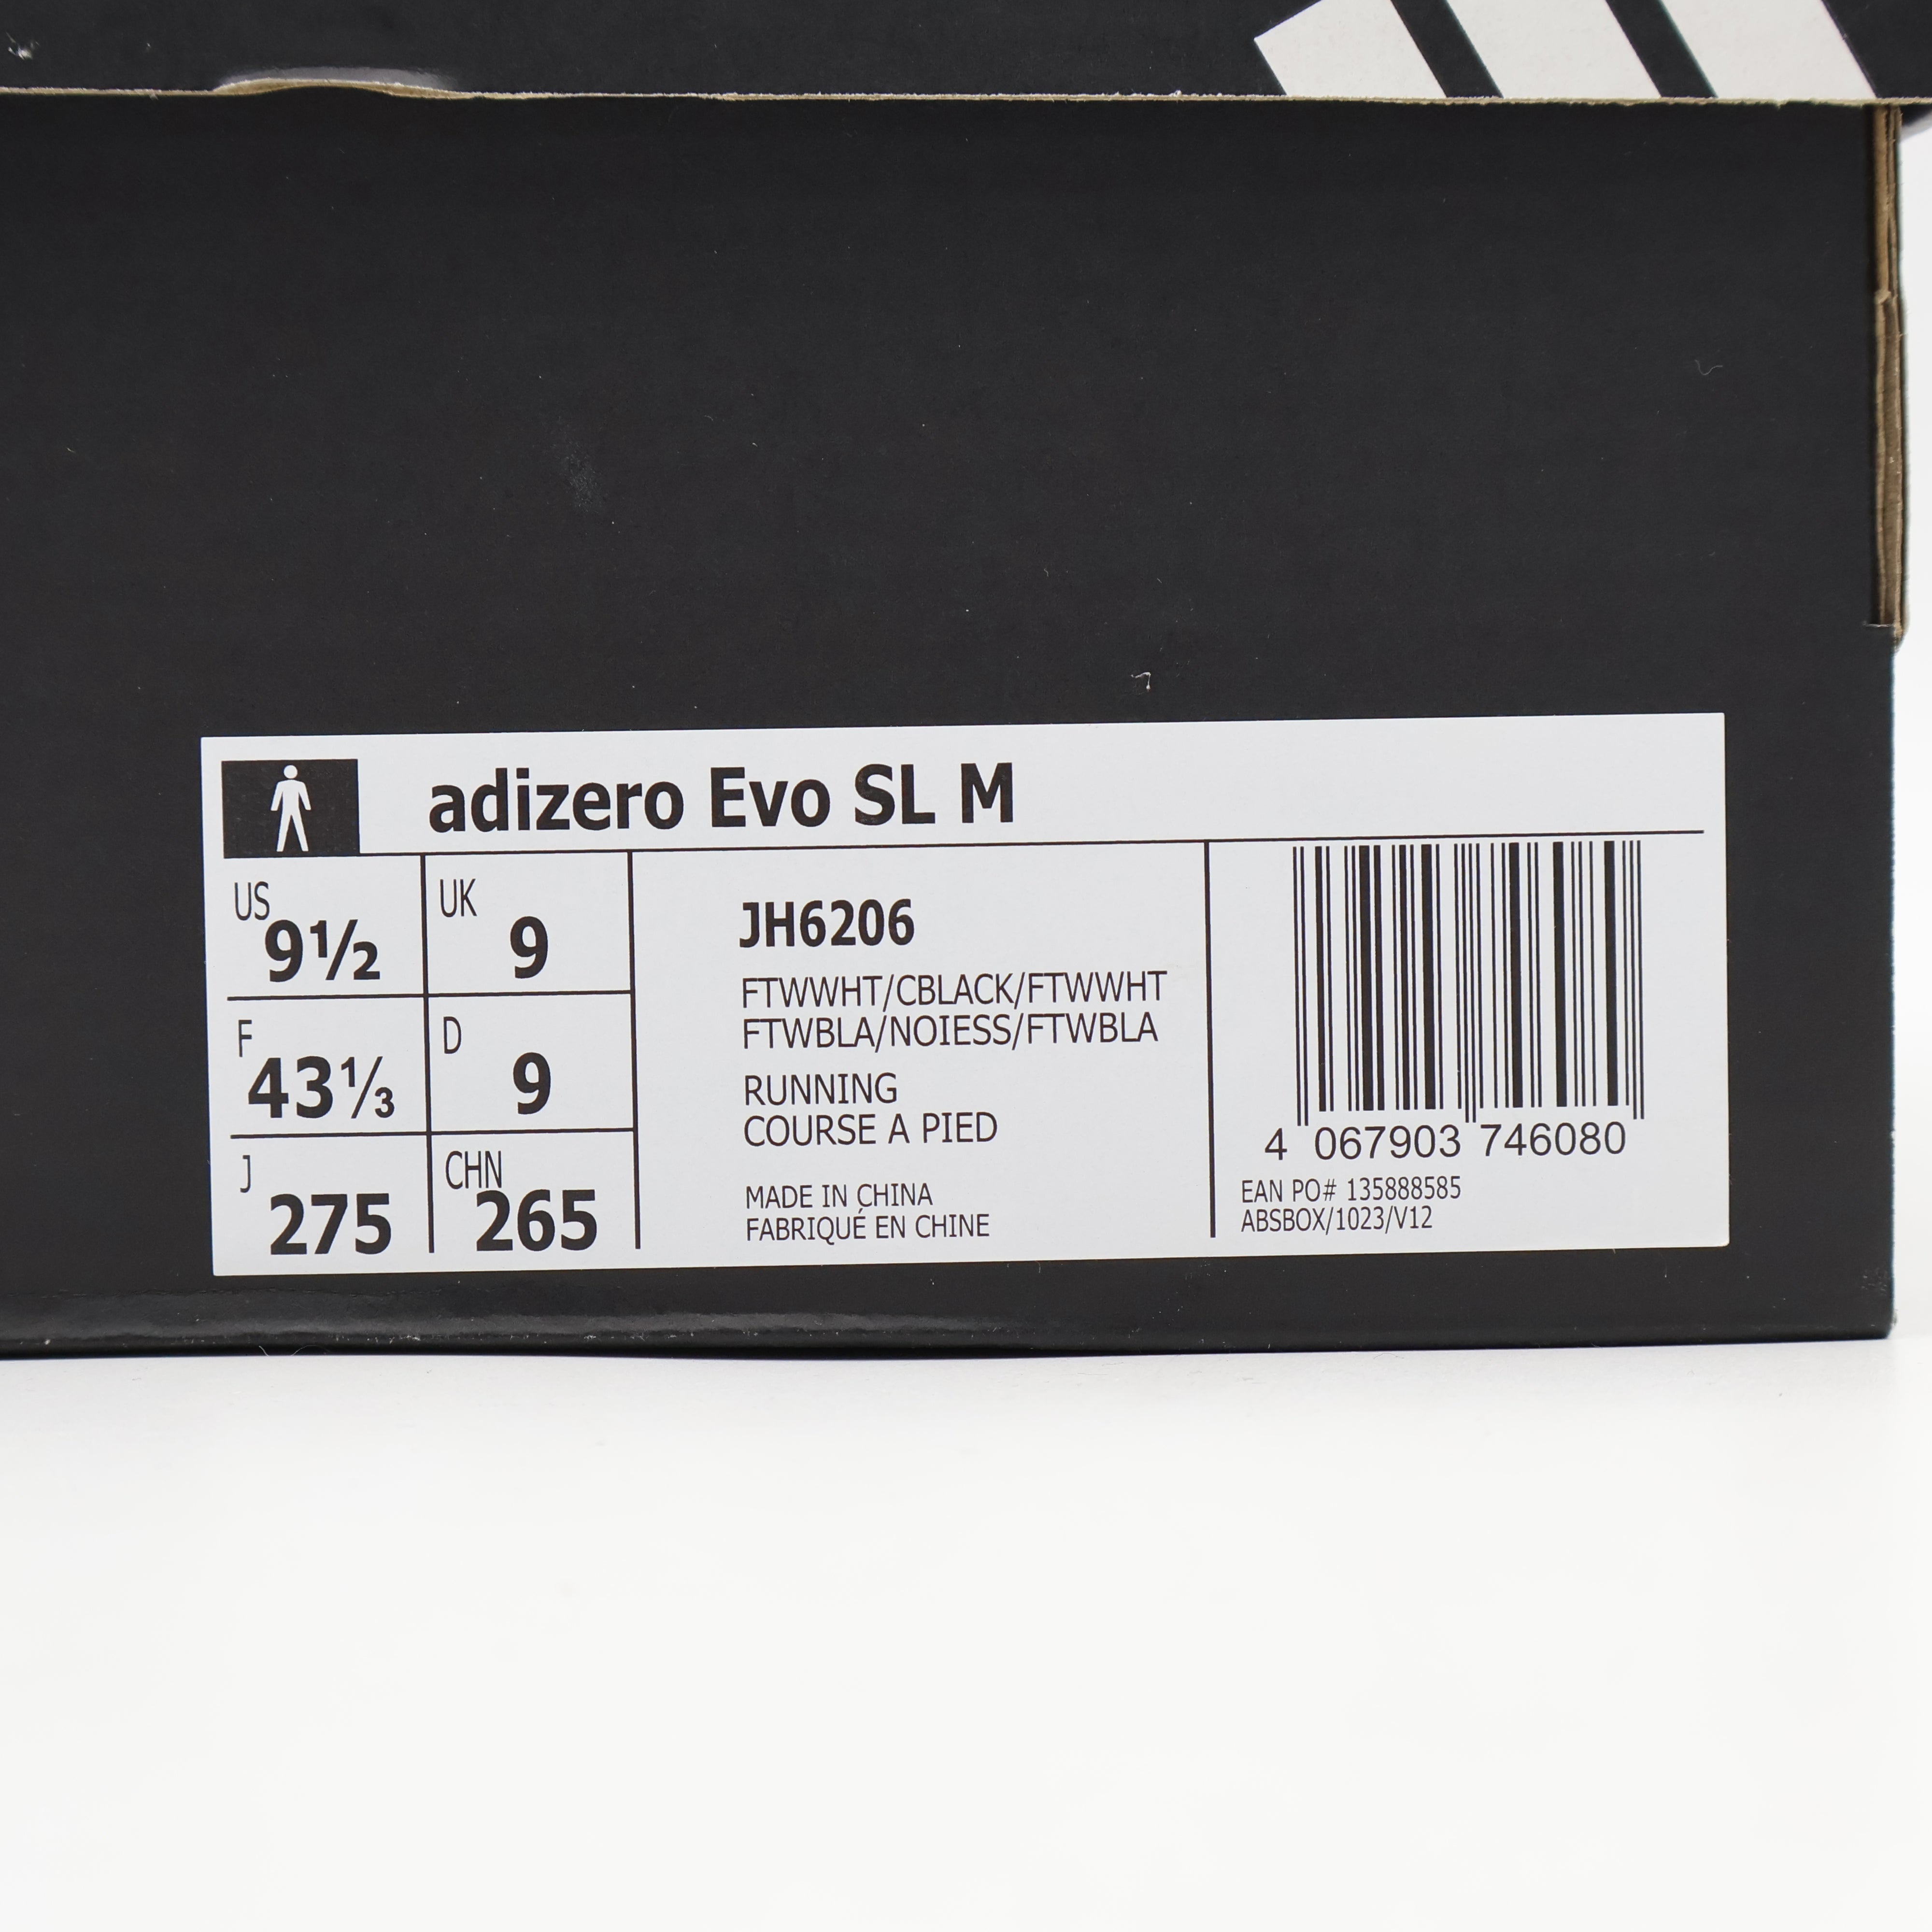 adizero Evo SL M
US 9½ UK 9
F 43⅓ D 9
J 275 CHN 265
JH6206
FTWWHT/CBLACK/FTWWHT
FTWBLA/NOIESS/FTWBLA
RUNNING
COURSE A PIED
MADE IN CHINA
FABRIQUÉ EN CHINE
4 067903 746080
EAN PO# 135888585
ABSBOX/1023/V12